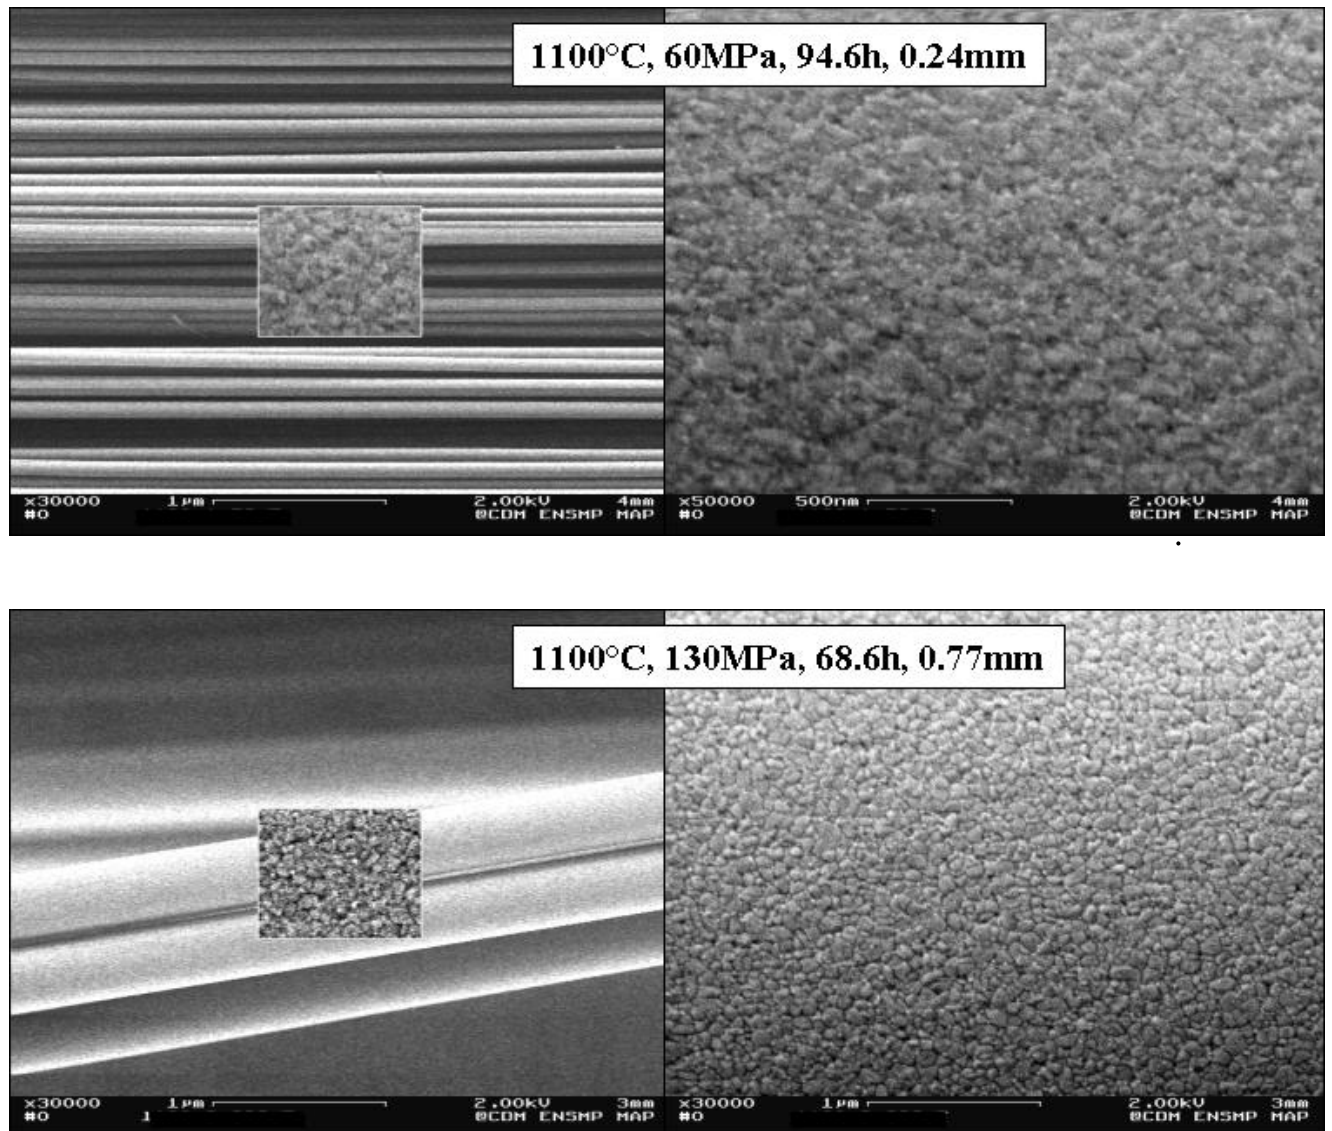 1100°C, 60MPa, 94.6h, 0.24mm
x30000 1µm 2.00kV 4mm
#0 @CDM ENSMP MAP
x50000 500nm 2.00kV 4mm
#0 @CDM ENSMP MAP
1100°C, 130MPa, 68.6h, 0.77mm
x30000 1µm 2.00kV 3mm
#0 1 @CDM ENSMP MAP
x30000 1µm 2.00kV 3mm
#0 @CDM ENSMP MAP